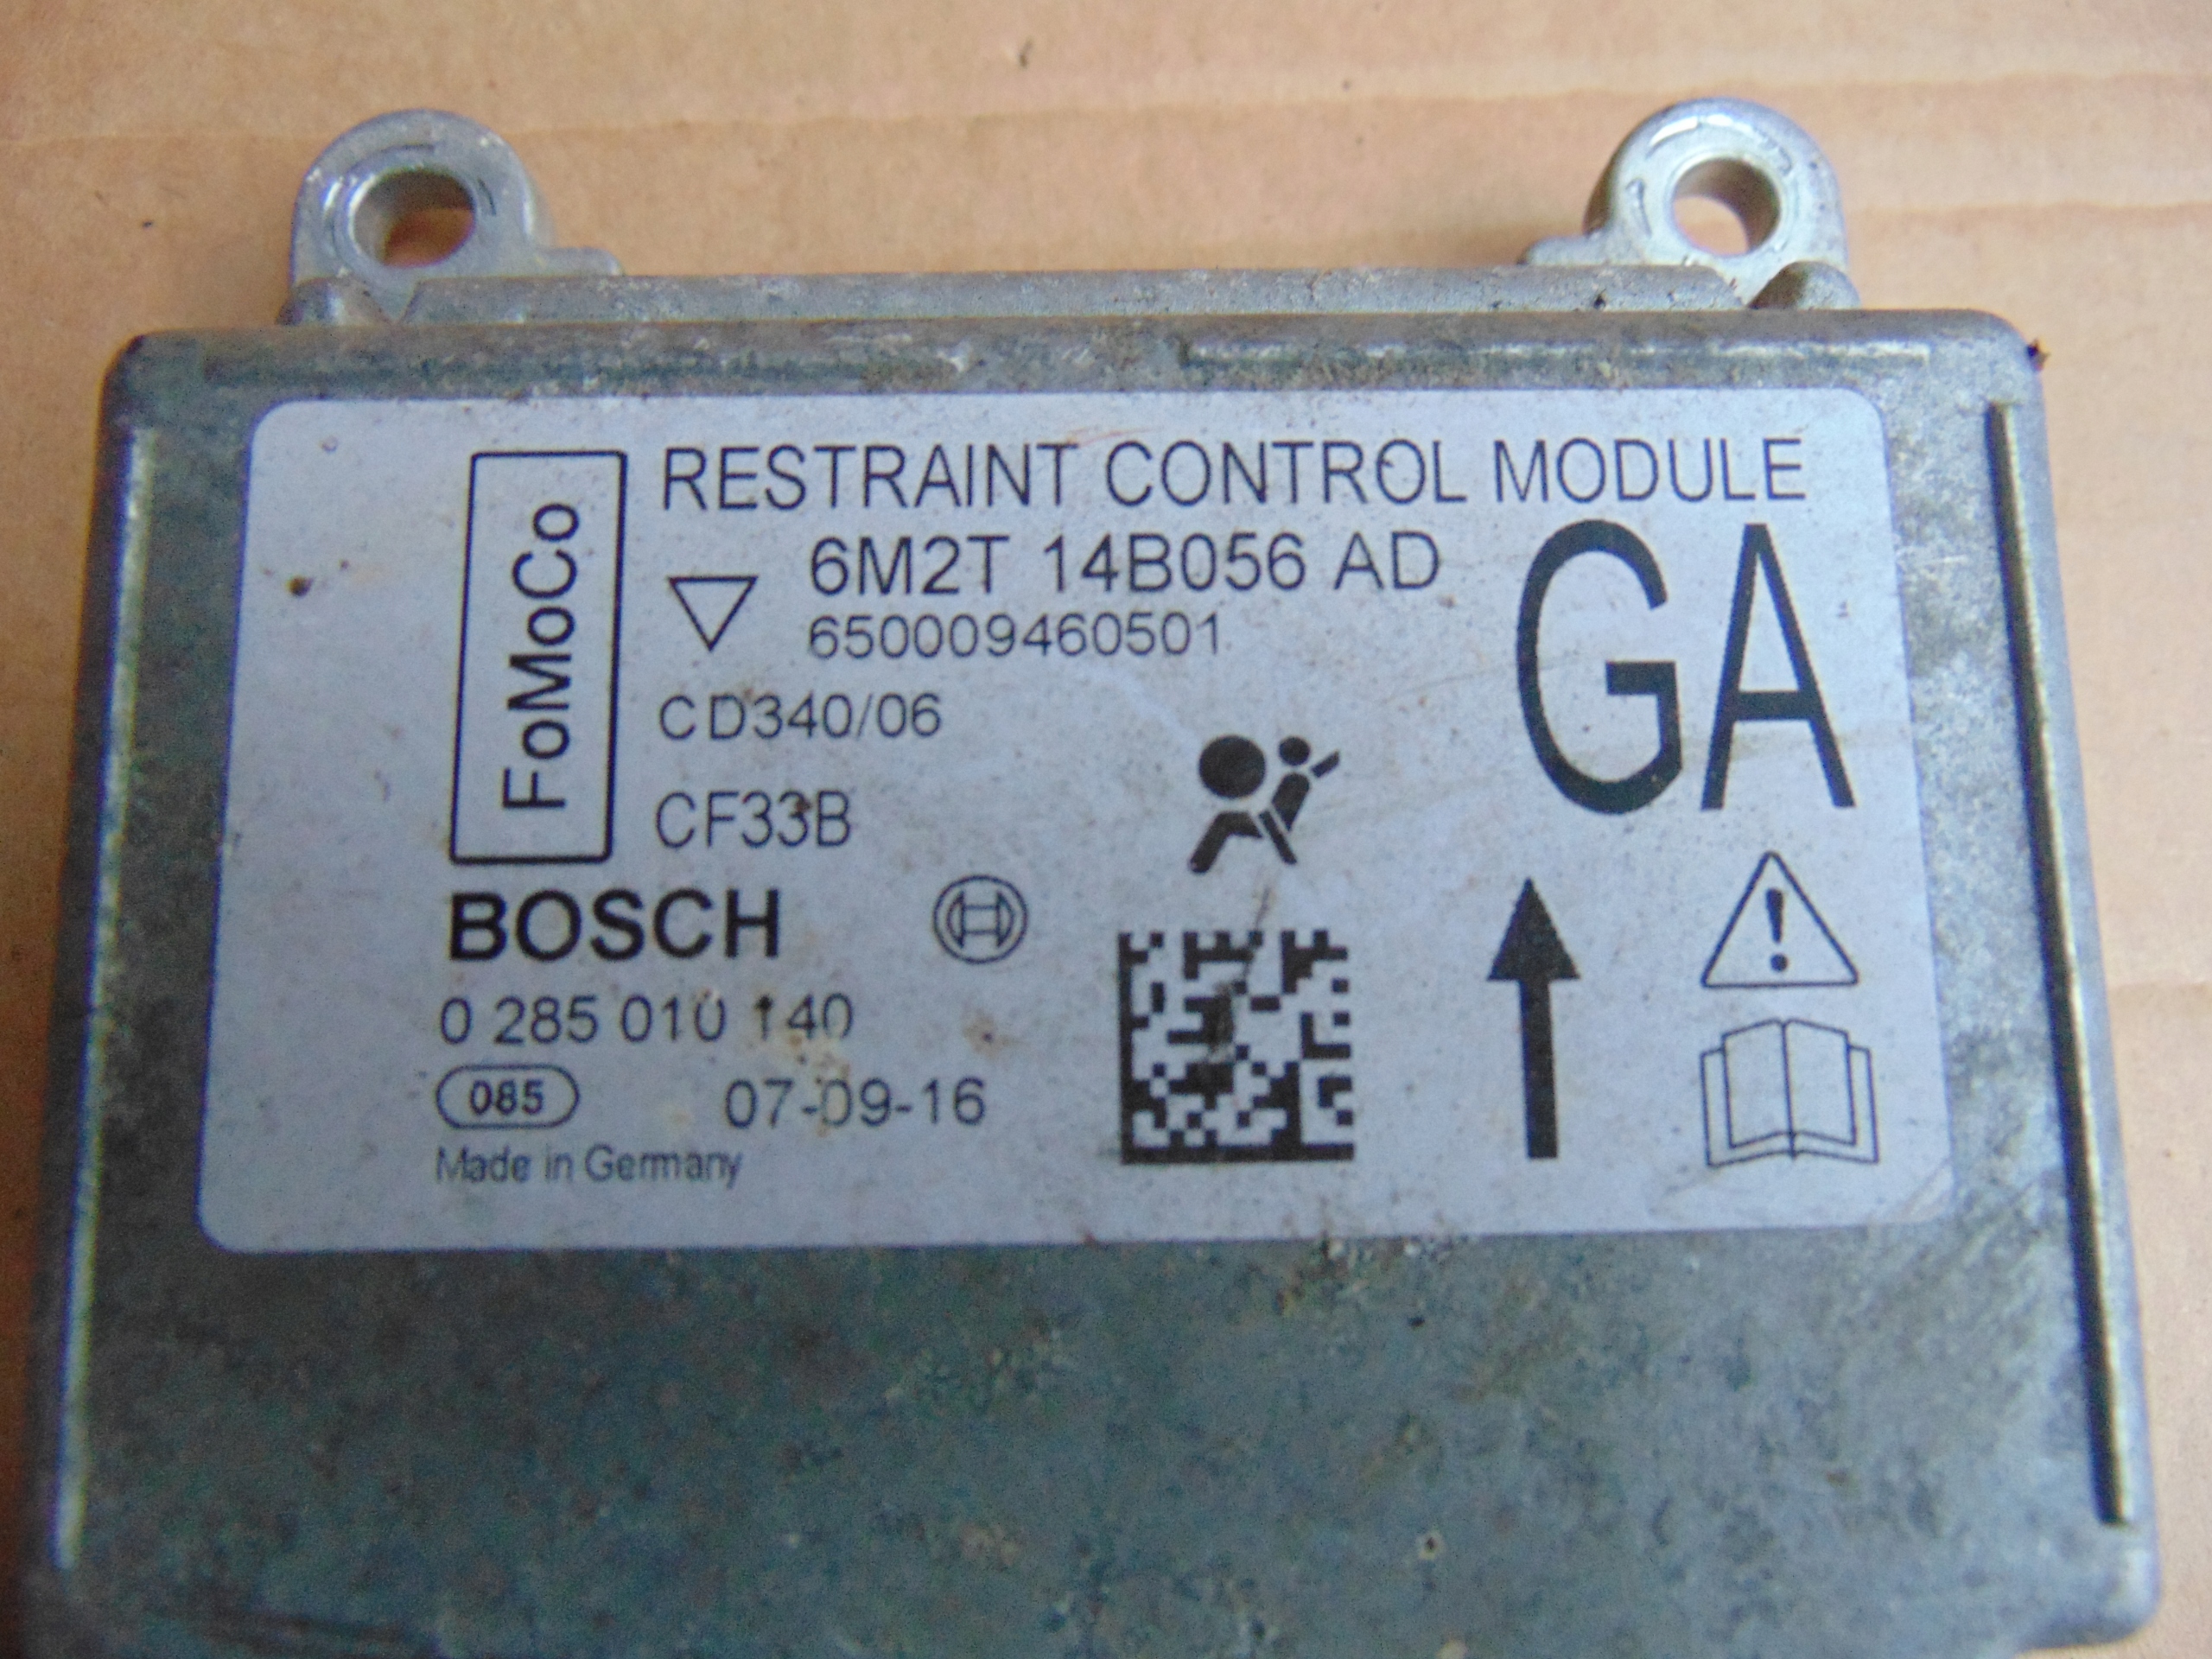 RESTRAINT CONTROL MODULE
FoMoCo
6M2T 14B056 AD
GA
650009460501
CD340/06
CF33B
BOSCH
0 285 010 140
085 07-09-16
Made in Germany